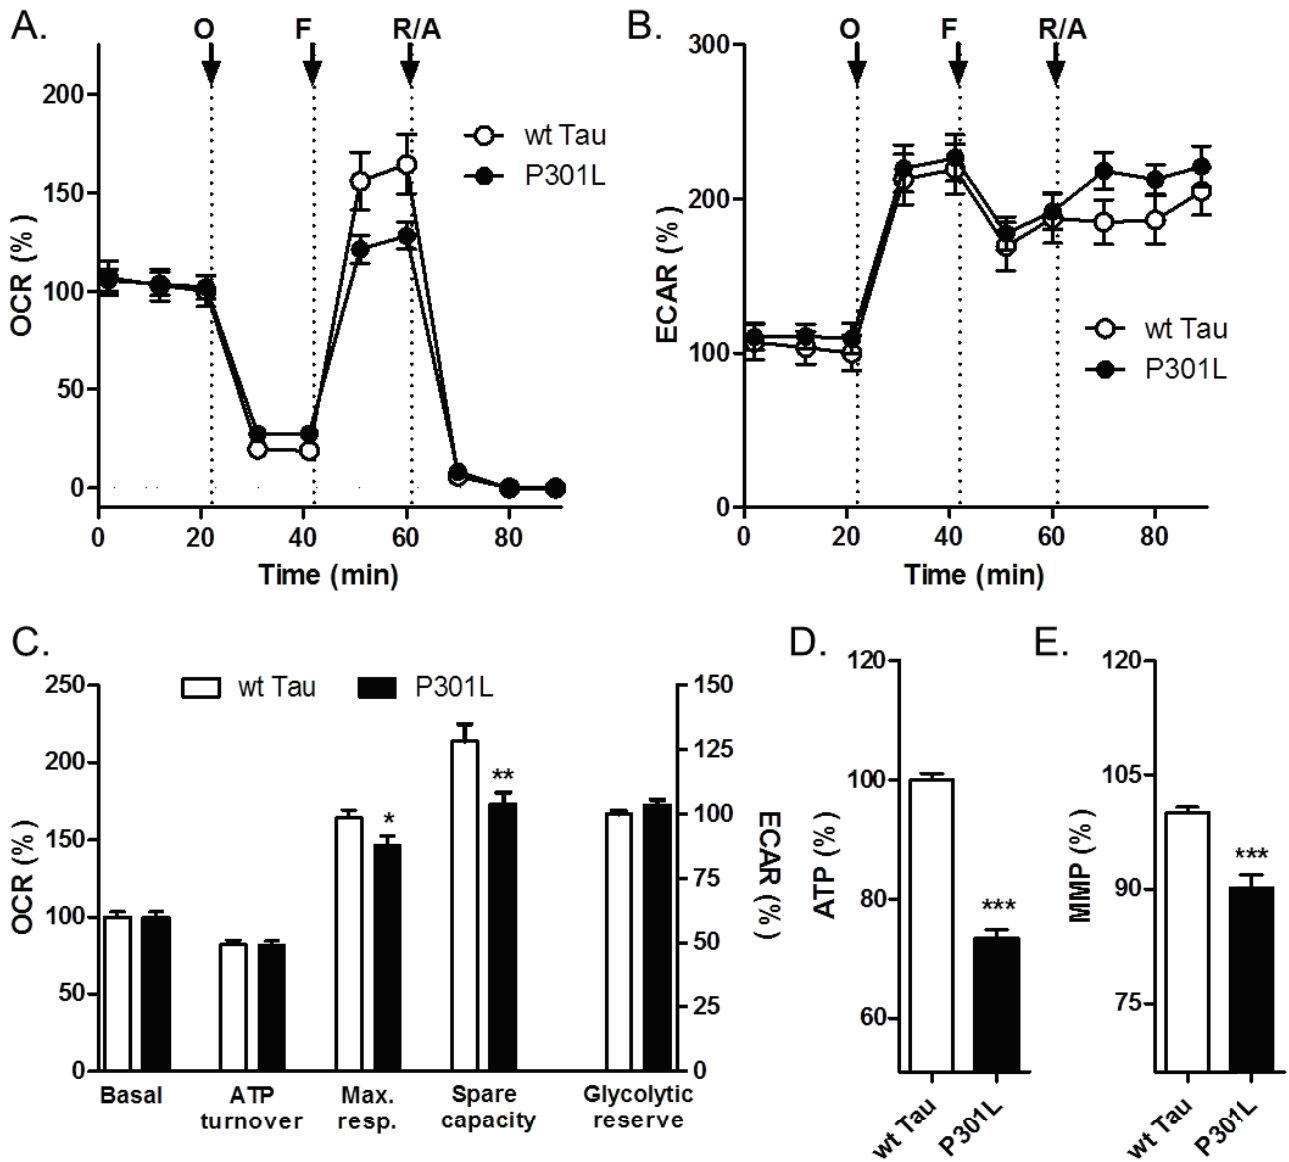 A.
O F R/A
200
150
100
50
0
OCR (%)
wt Tau
P301L
0 20 40 60 80
Time (min)
B.
O F R/A
300
200
100
0
ECAR (%)
wt Tau
P301L
0 20 40 60 80
Time (min)
C.
wt Tau P301L
250
200
150
100
50
0
OCR (%)
* **
150
125
100
75
50
25
0
ECAR (%)
Basal
ATP
turnover
Max.
resp.
Spare
capacity
Glycolytic
reserve
D.
120
100
80
60
ATP (%)
***
wt Tau
P301L
E.
120
105
90
75
MMP (%)
***
wt Tau
P301L